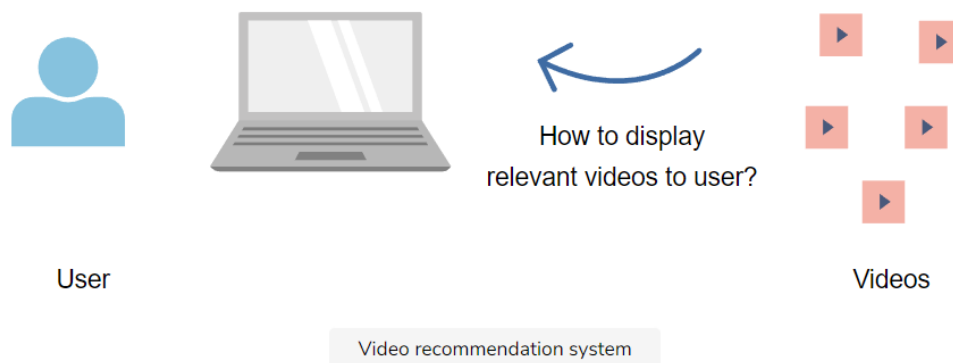 How to display
relevant videos to user?
User
Videos
Video recommendation system